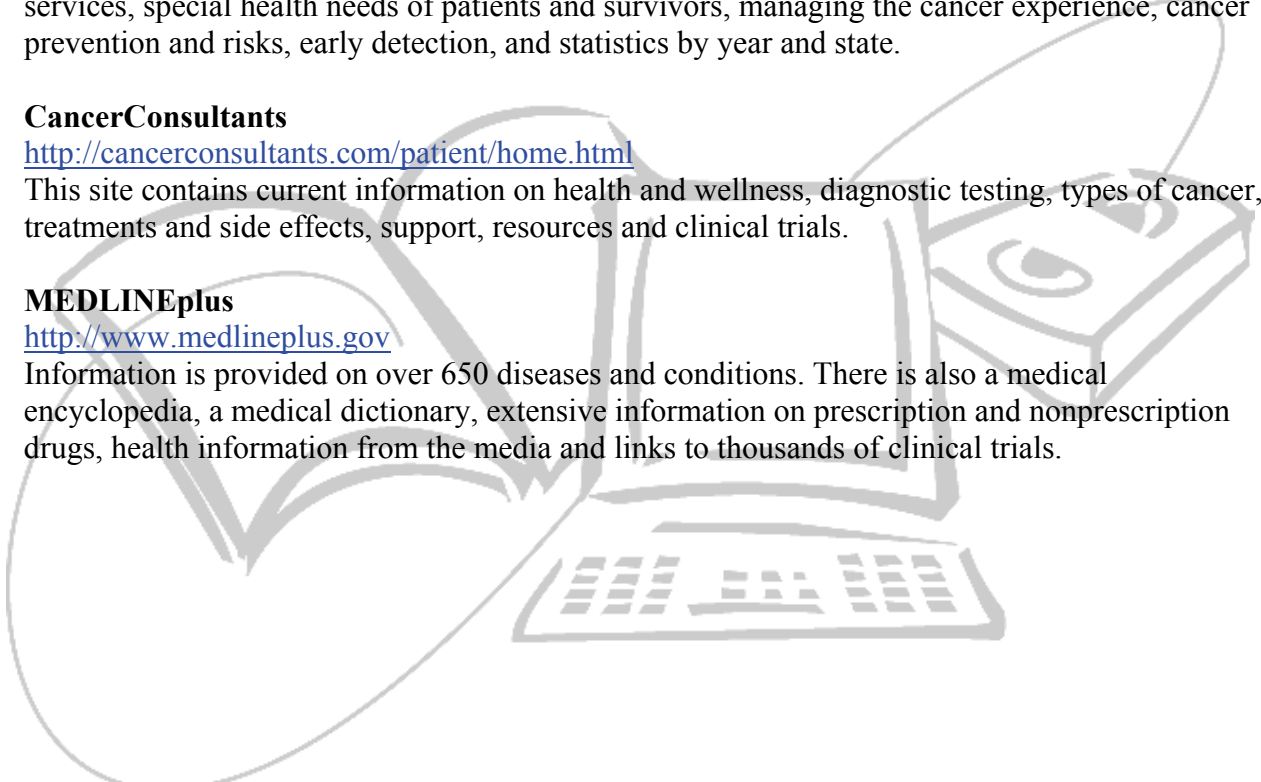 services, special health needs of patients and survivors, managing the cancer experience, cancer
prevention and risks, early detection, and statistics by year and state.
CancerConsultants
http://cancerconsultants.com/patient/home.html
This site contains current information on health and wellness, diagnostic testing, types of cancer,
treatments and side effects, support, resources and clinical trials.
MEDLINEplus
http://www.medlineplus.gov
Information is provided on over 650 diseases and conditions. There is also a medical
encyclopedia, a medical dictionary, extensive information on prescription and nonprescription
drugs, health information from the media and links to thousands of clinical trials.